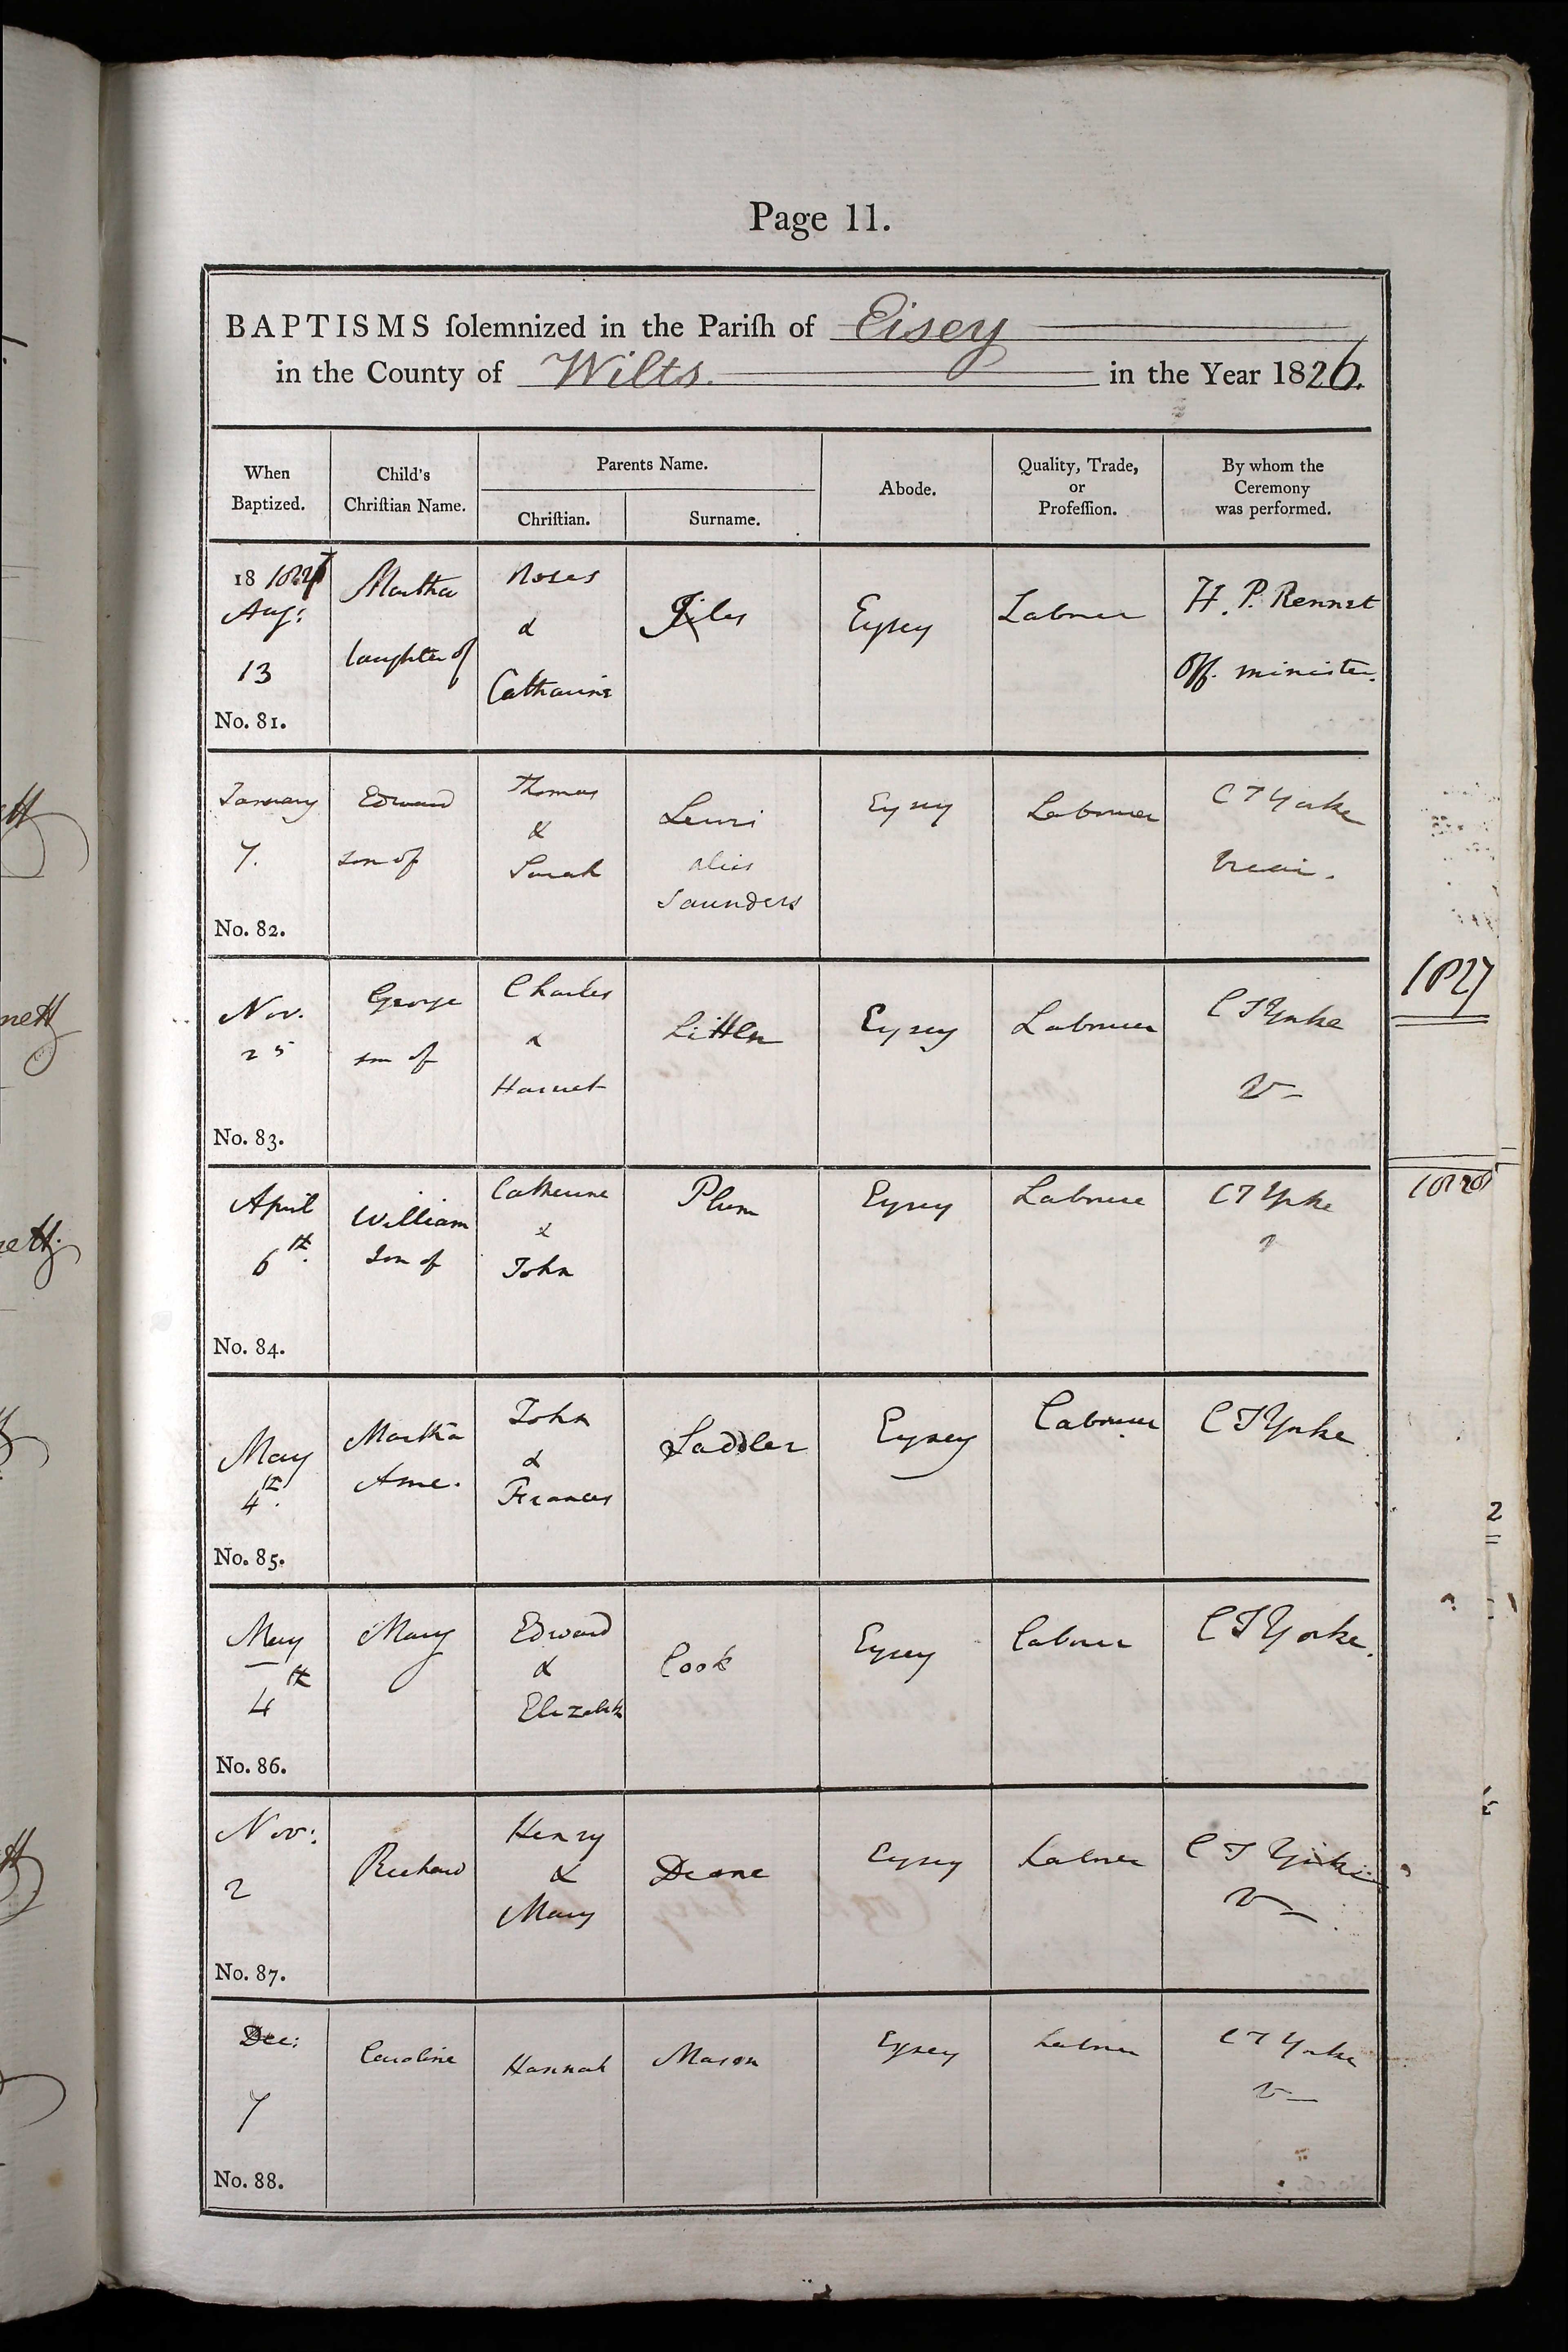 Page 11.
BAPTISMS ſolemnized in the Pariſh of Eisey
in the County of Wilts. in the Year 1826.
When Baptized.
Child's Chriſtian Name.
Parents Name.
Chriſtian.
Surname.
Abode.
Quality, Trade, or Profeſſion.
By whom the Ceremony was performed.
18
Aug:
13
No. 81.
Martha
Daughter of
Moses
&
Catharine
Giles
Eysey
Labourer
H. P. Rennet
Off. minister.
January
7.
No. 82.
Edward
son of
Thomas
&
Sarah
Lewis
alias
Saunders
Eysey
Labourer
C T Yorke
Vicar.
Nov.
25
No. 83.
George
son of
Charles
&
Harriet
Eysey
Labourer
C T Yorke
V
1827
April
6th.
No. 84.
William
Son of
Catherine
&
John
Plum
Eysey
Labourer
C T Yorke
1828
May
4th.
No. 85.
Martha
Anne.
John
&
Frances
Saddler
Eysey
Labourer
C T Yorke
2
May
4th
No. 86.
Mary
Edward
&
Elizabeth
Cook
Eysey
Labourer
C T Yorke.
Nov:
2
No. 87.
Richard
Henry
&
Mary
Deane
Eysey
Labourer
C T Yorke
V
Dec:
7
No. 88.
Caroline
Hannah
Mason
Eysey
Labourer
C T Yorke
V